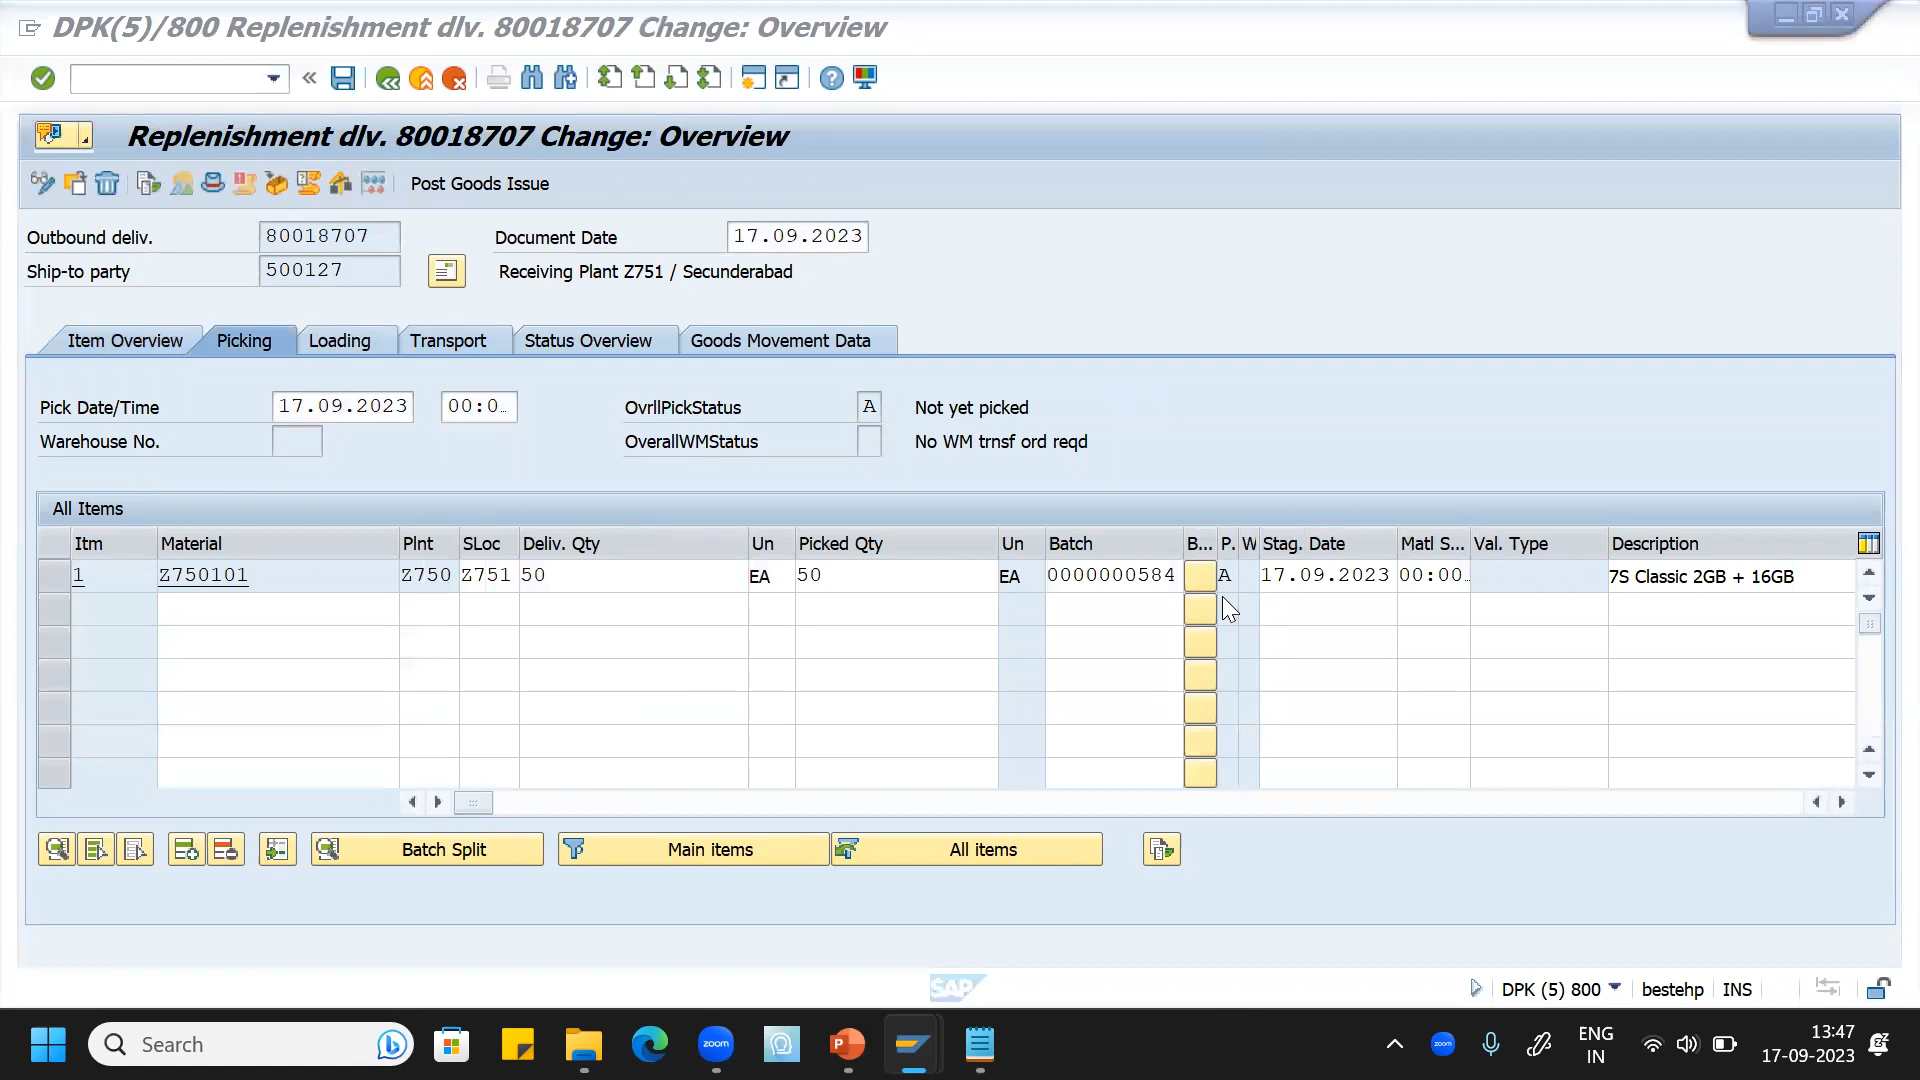 DPK(5)/800 Replenishment dlv. 80018707 Change: Overview
Replenishment dlv. 80018707 Change: Overview
Post Goods Issue
Outbound deliv. 80018707 Document Date 17.09.2023
Ship-to party 500127 Receiving Plant Z751 / Secunderabad
Item Overview Picking Loading Transport Status Overview Goods Movement Data
Pick Date/Time 17.09.2023 00:0.. OvrllPickStatus A Not yet picked
Warehouse No. OverallWMStatus No WM trnsf ord reqd
All Items
Itm Material Plnt SLoc Deliv. Qty Un Picked Qty Un Batch B... P. W Stag. Date Matl S... Val. Type Description
1 Z750101 Z750 Z751 50 EA 50 EA 0000000584 A 17.09.2023 00:00.. 7S Classic 2GB + 16GB
Batch Split Main items All items
SAP
DPK (5) 800 bestehp INS
Search zoom P zoom ENG IN 13:47 17-09-2023